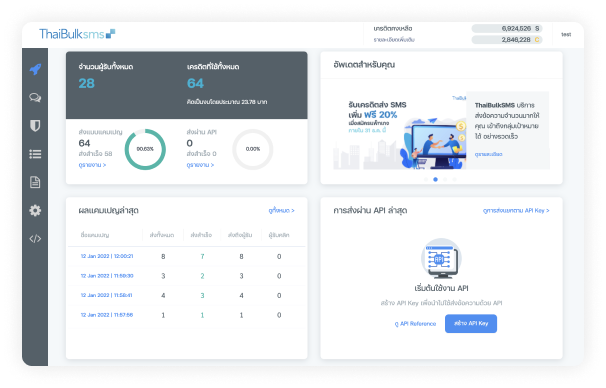 ThaiBulksms
เครดิตคงเหลือ 6,924,526 S
รายละเอียดเพิ่มเติม 2,846,228 C
test
จำนวนผู้รับทั้งหมด
28
เครดิตที่ใช้ทั้งหมด
64
คิดเป็นเงินโดยประมาณ 23.76 บาท
ส่งแบบแคมเปญ
64
ส่งสำเร็จ 58
ดูรายงาน >
90.63%
ส่งผ่าน API
0
ส่งสำเร็จ 0
ดูรายงาน >
0.00%
อัพเดตสำหรับคุณ
ThaiBulk
รับเครดิตส่ง SMS
เพิ่ม ฟรี 20%
เมื่อสมัครแพ็กเกจ
ภายใน 31 ม.ค. นี้
ThaiBulkSMS บริการ
ส่งข้อความจำนวนมากให้
คุณ เข้าถึงกลุ่มเป้าหมาย
ได้ อย่างรวดเร็ว
ดูรายละเอียด
ผลแคมเปญล่าสุด
ดูทั้งหมด >
ชื่อแคมเปญ ส่งทั้งหมด ส่งสำเร็จ ส่งถึงผู้รับ ผู้รับคลิก
12 Jan 2022 | 12:00:21 8 7 8 0
12 Jan 2022 | 11:59:30 3 2 3 0
12 Jan 2022 | 11:58:41 4 3 4 0
12 Jan 2022 | 11:57:56 1 1 1 0
การส่งผ่าน API ล่าสุด
ดูการส่งแยกตาม API Key >
API
เริ่มต้นใช้งาน API
สร้าง API Key เพื่อนำไปใช้ส่งข้อความด้วย API
ดู API Reference
สร้าง API Key